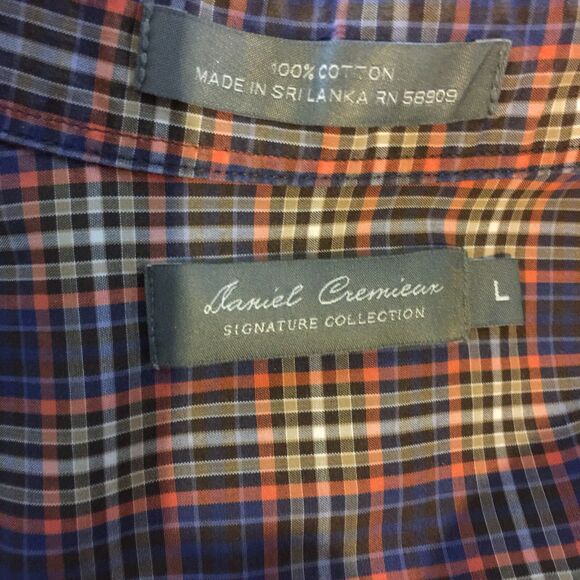 100% COTTON
MADE IN SRI LANKA RN 56909
Daniel Cremieux
SIGNATURE COLLECTION
L